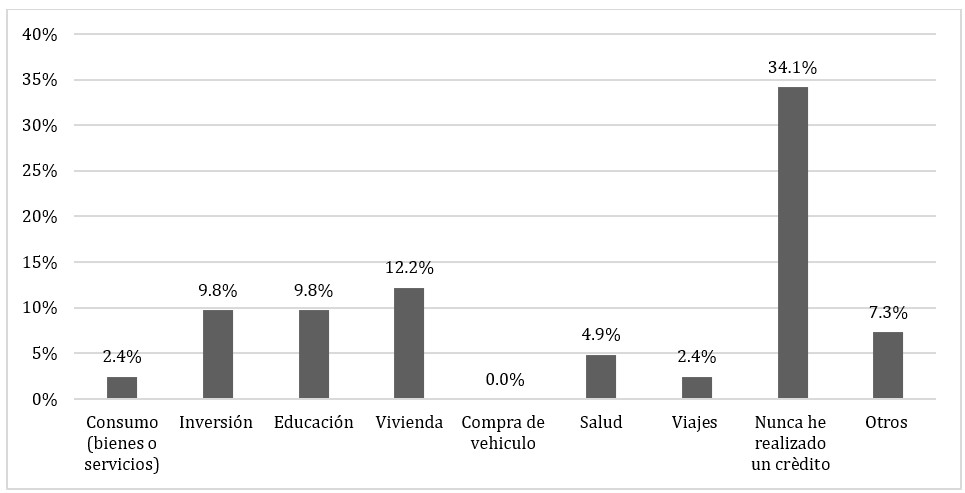 40%
35%
30%
25%
20%
15%
10%
5%
0%
2.4%
9.8%
9.8%
12.2%
0.0%
4.9%
2.4%
34.1%
7.3%
Consumo
(bienes o
servicios)
Inversión
Educación
Vivienda
Compra de
vehiculo
Salud
Viajes
Nunca he
realizado
un crèdito
Otros